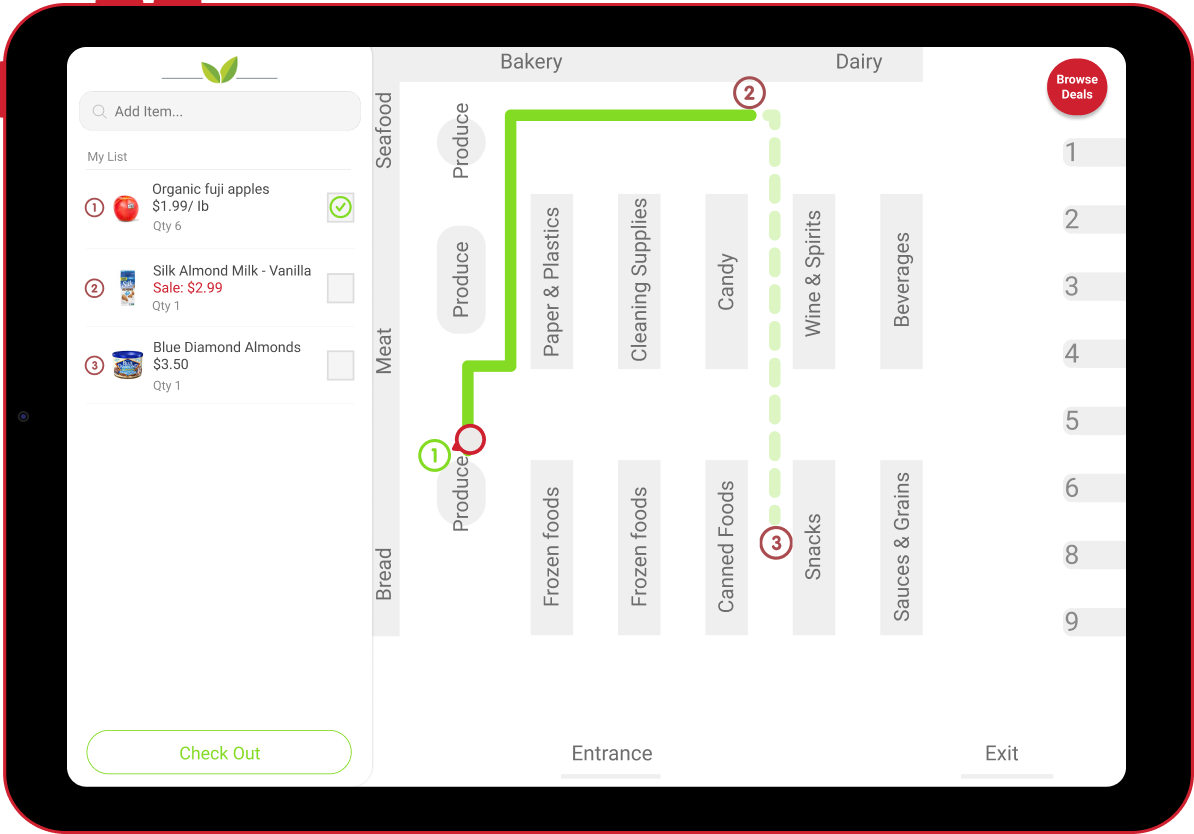 Add Item...
My List
1
Organic fuji apples
$1.99/ lb
Qty 6
2
Silk Almond Milk - Vanilla
Sale: $2.99
Qty 1
3
Blue Diamond Almonds
$3.50
Qty 1
Check Out
Bakery
Dairy
Browse
Deals
Seafood
Meat
Bread
Produce
Produce
Produce
1
2
3
Paper & Plastics
Cleaning Supplies
Candy
Wine & Spirits
Beverages
Frozen foods
Frozen foods
Canned Foods
Snacks
Sauces & Grains
1
2
3
4
5
6
8
9
Entrance
Exit